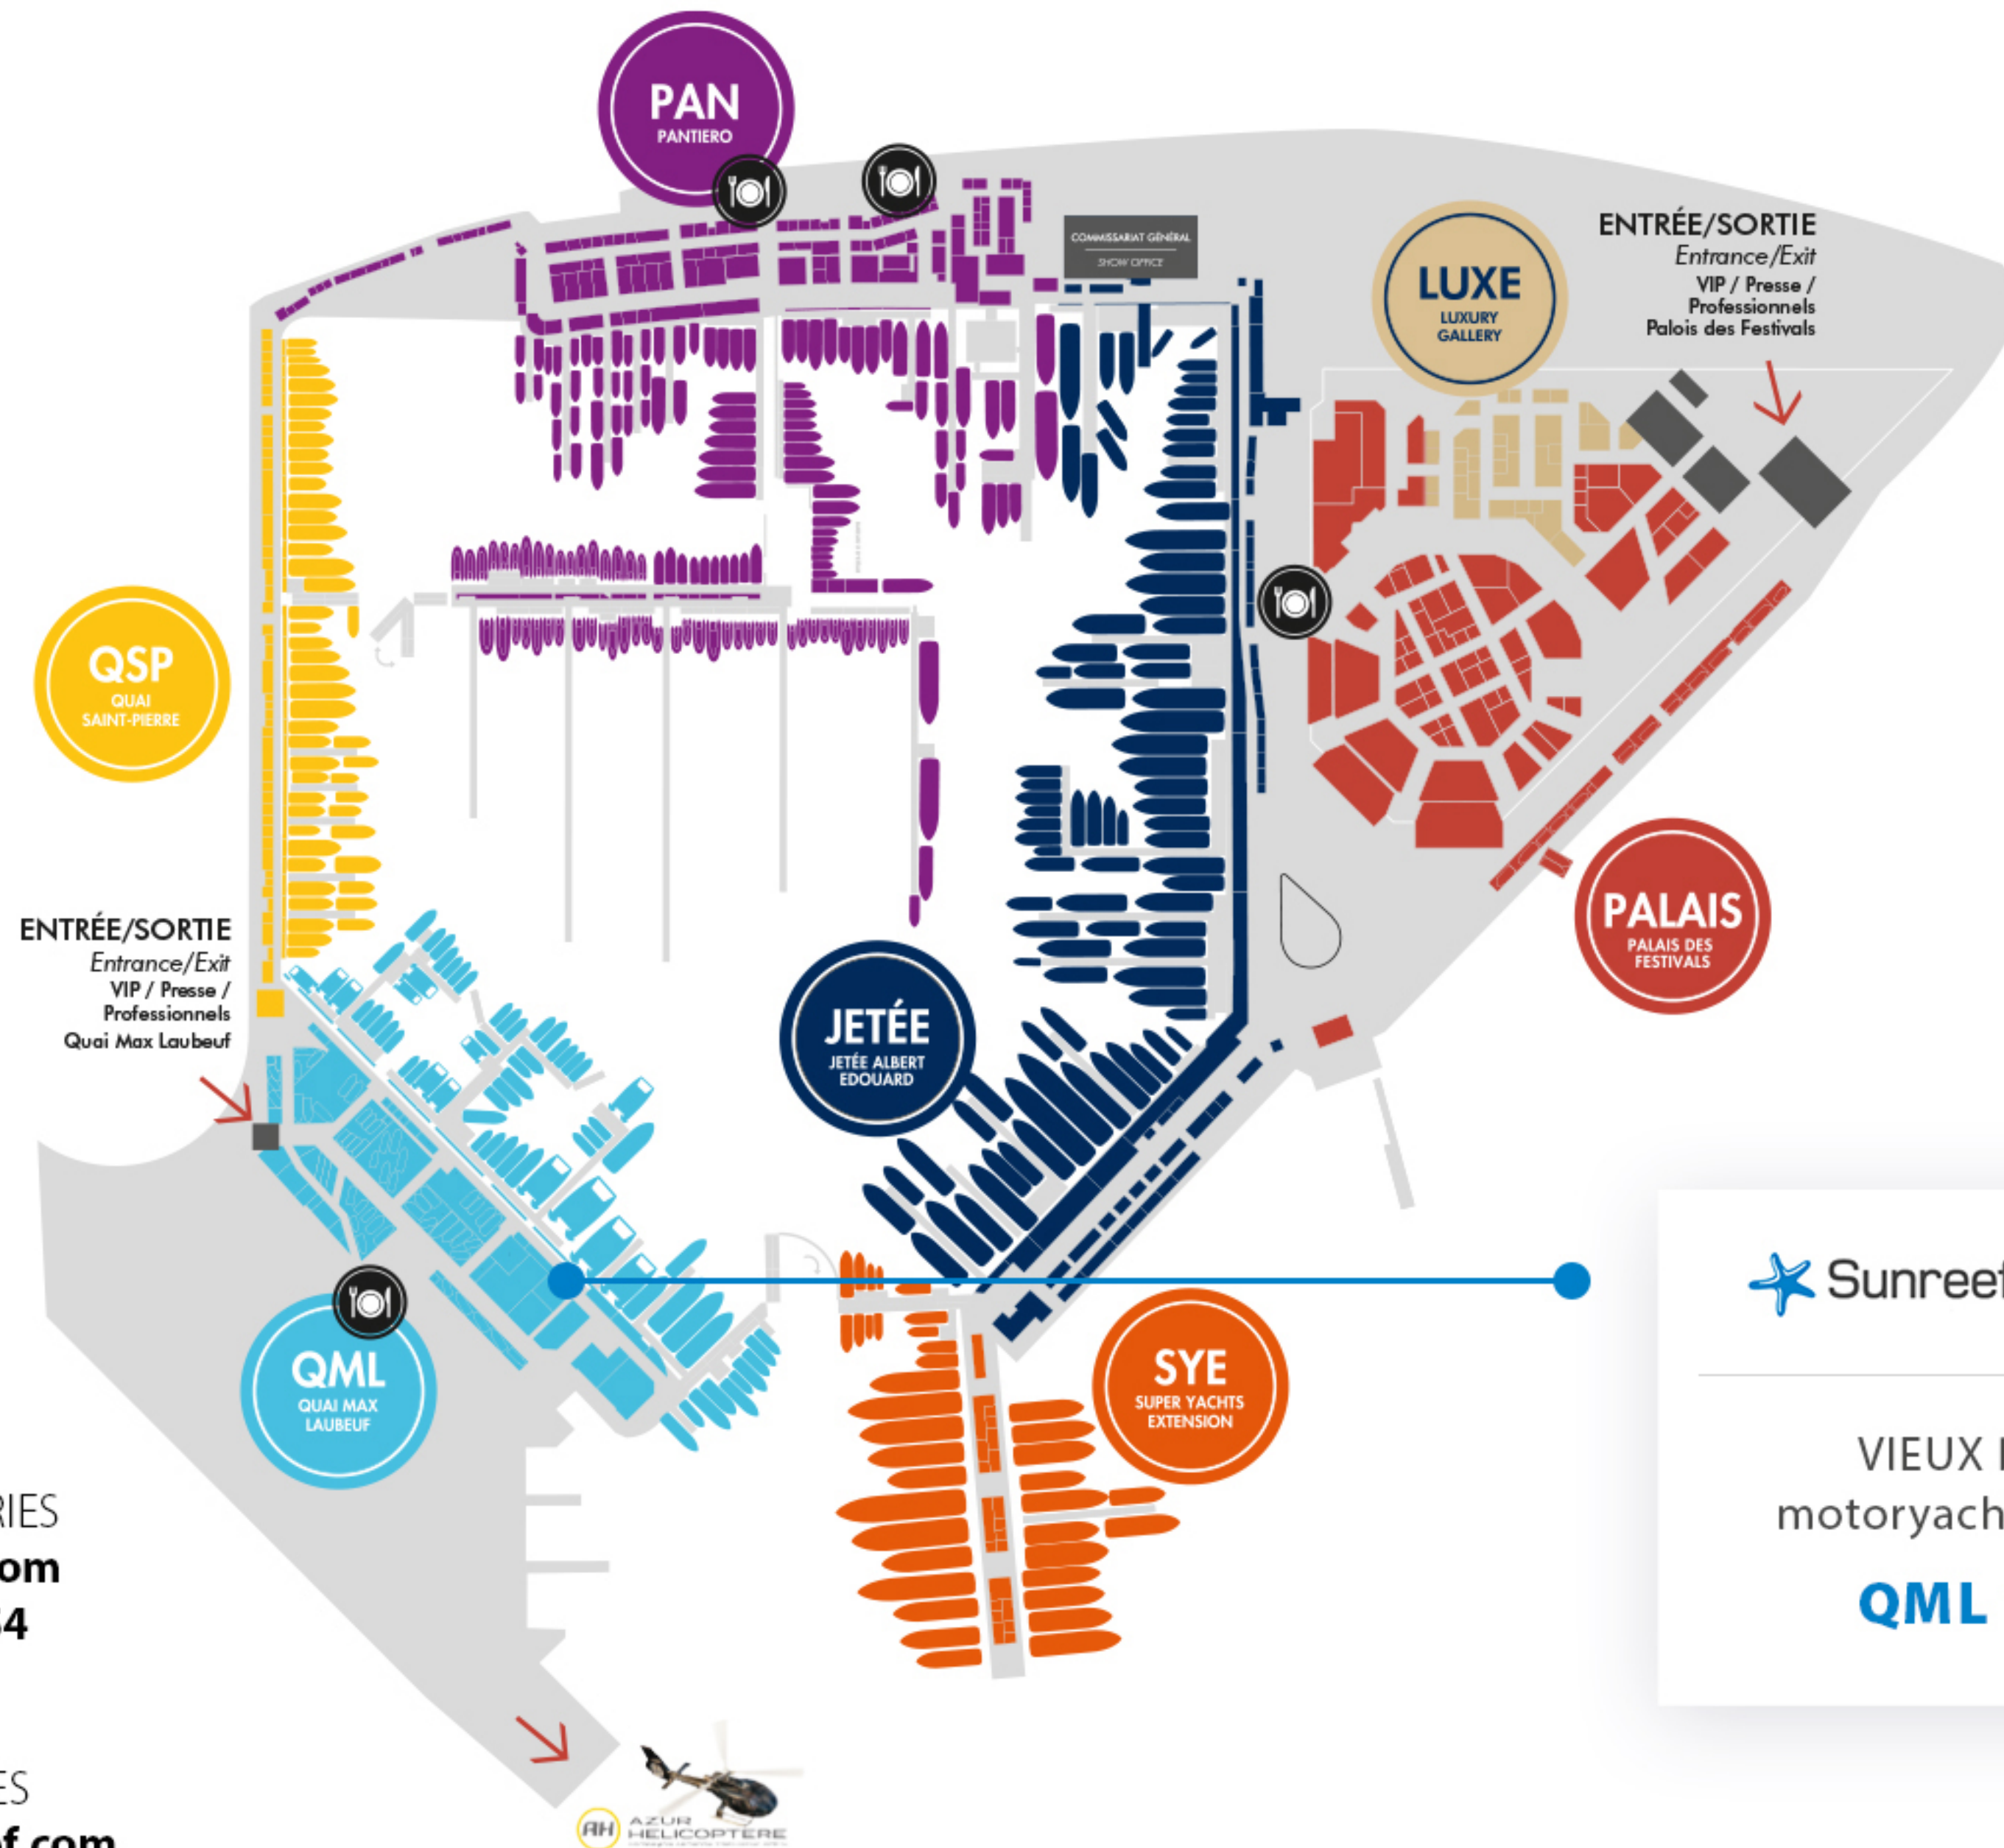 PAN
PANTIERO
COMMISSARIAT GÉNÉRAL
SHOW OFFICE
LUXE
LUXURY
GALLERY
ENTRÉE/SORTIE
Entrance/Exit
VIP / Presse /
Professionnels
Palois des Festivals
QSP
QUAI
SAINT-PIERRE
PALAIS
PALAIS DES
FESTIVALS
ENTRÉE/SORTIE
Entrance/Exit
VIP / Presse /
Professionnels
Quai Max Laubeuf
JETÉE
JETÉE ALBERT
EDOUARD
Sunreef
QML
QUAI MAX
LAUBEUF
SYE
SUPER YACHTS
EXTENSION
VIEUX
motoryach
QML
RIES
om
4
ES
f.com
AH AZUR
HELICOPTERE